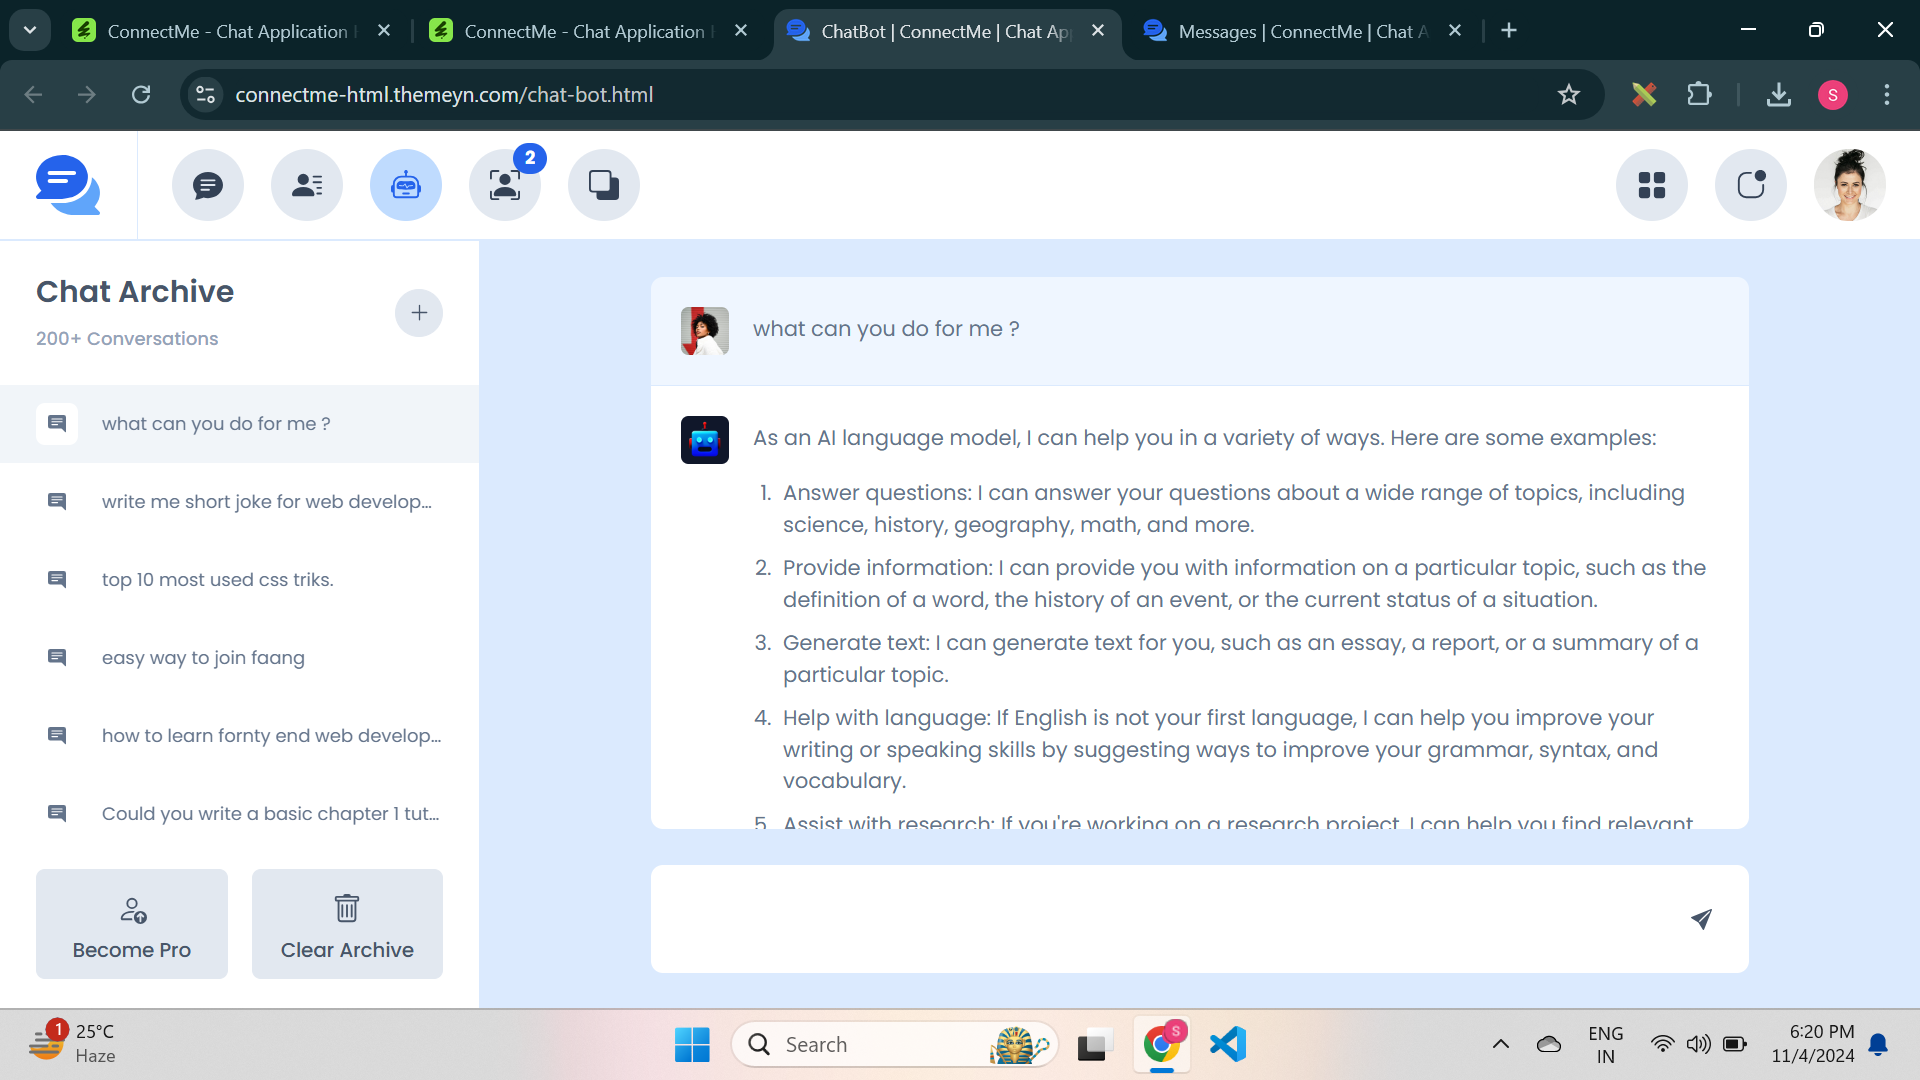 ConnectMe - Chat Application
ConnectMe - Chat Application
ChatBot | ConnectMe | Chat Ap
Messages | ConnectMe | Chat A
connectme-html.themeyn.com/chat-bot.html
S
2
Chat Archive
200+ Conversations
what can you do for me ?
write me short joke for web develop...
top 10 most used css triks.
easy way to join faang
how to learn fornty end web develop...
Could you write a basic chapter 1 tut...
Become Pro
Clear Archive
what can you do for me ?
As an AI language model, I can help you in a variety of ways. Here are some examples:
1. Answer questions: I can answer your questions about a wide range of topics, including
science, history, geography, math, and more.
2. Provide information: I can provide you with information on a particular topic, such as the
definition of a word, the history of an event, or the current status of a situation.
3. Generate text: I can generate text for you, such as an essay, a report, or a summary of a
particular topic.
4. Help with language: If English is not your first language, I can help you improve your
writing or speaking skills by suggesting ways to improve your grammar, syntax, and
vocabulary.
5. Assist with research: If you're working on a research project, I can help you find relevant
1
25°C
Haze
Search
S
ENG
IN
6:20 PM
11/4/2024